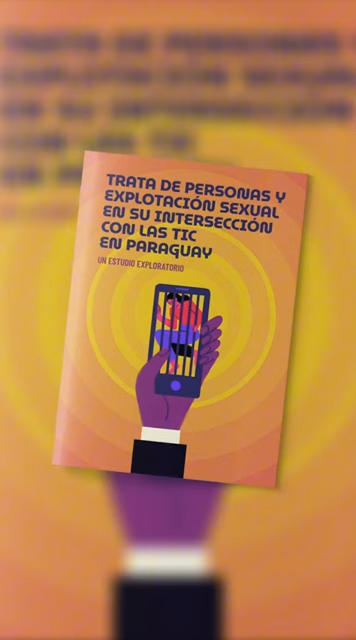 TRATA DE PERSONAS Y
EXPLOTACIÓN SEXUAL
EN SU INTERSECCIÓN
CON LAS TIC
EN PARAGUAY
UN ESTUDIO EXPLORATORIO